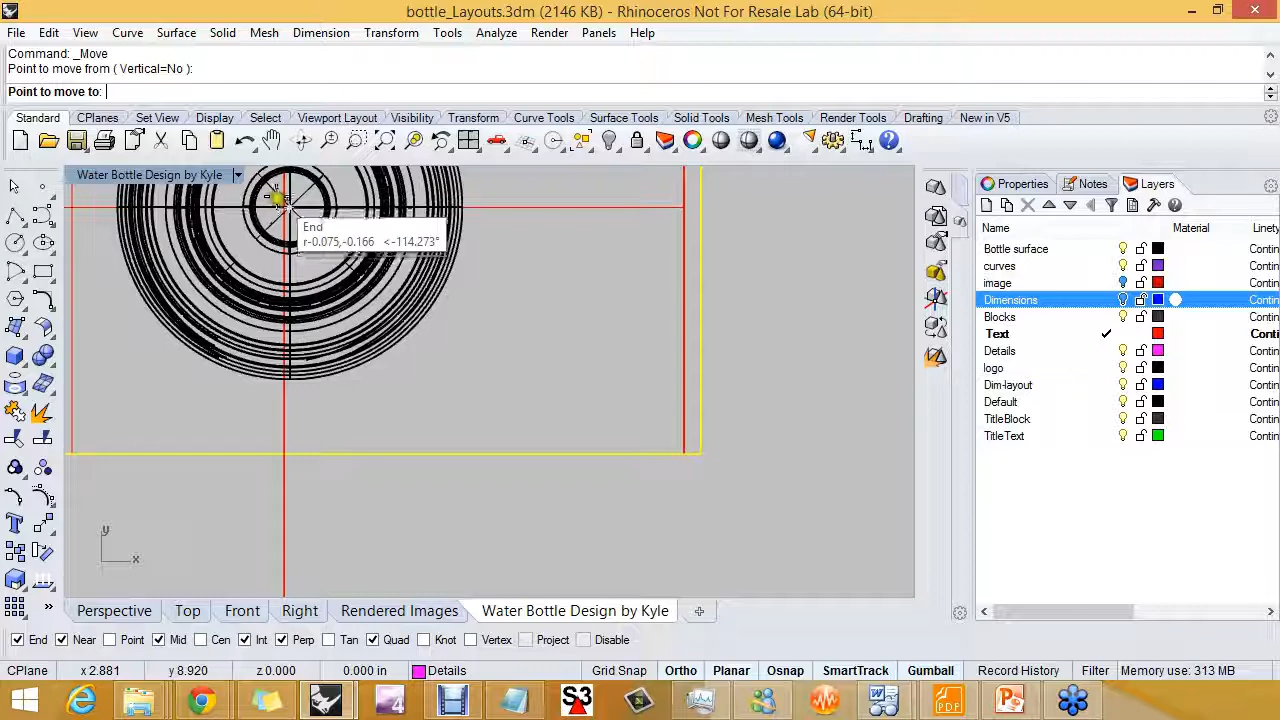 bottle_Layouts.3dm (2146 KB) - Rhinoceros Not For Resale Lab (64-bit)
File Edit View Curve Surface Solid Mesh Dimension Transform Tools Analyze Render Panels Help
Command: _Move
Point to move from ( Vertical=No ):
Point to move to:
Standard CPlanes Set View Display Select Viewport Layout Visibility Transform Curve Tools Surface Tools Solid Tools Mesh Tools Render Tools Drafting New in V5
Water Bottle Design by Kyle
End
r-0.075,-0.166 <-114.273°
y
x
Properties Notes Layers
Name Material Linety
Bottle surface Contin
curves Contin
image Contin
Dimensions Contin
Blocks Contin
Text Conti
Details Contin
logo Contin
Dim-layout Contin
Default Contin
TitleBlock Contin
TitleText Contin
Perspective Top Front Right Rendered Images Water Bottle Design by Kyle
End Near Point Mid Cen Int Perp Tan Quad Knot Vertex Project Disable
CPlane x 2.881 y 8.920 z 0.000 0.000 in Details Grid Snap Ortho Planar Osnap SmartTrack Gumball Record History Filter Memory use: 313 MB
4 S3 PDF